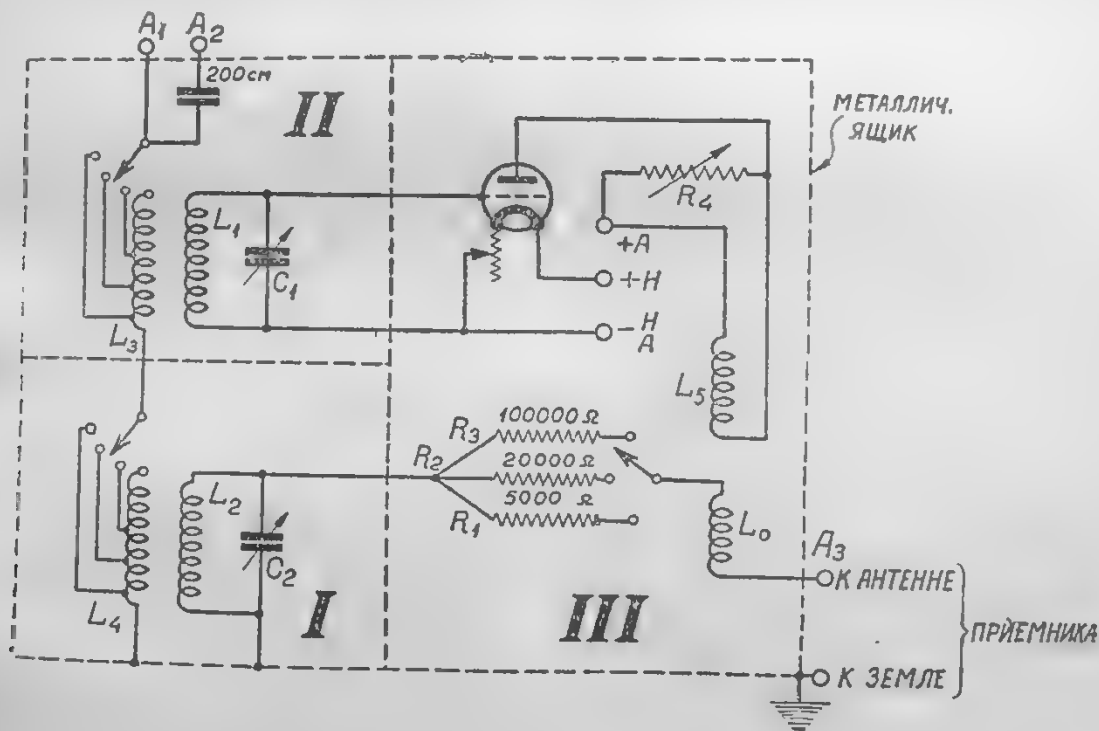 A1 A2
200см
II
МЕТАЛЛИЧ.
ЯЩИК
L1
C1
R4
+А
+Н
− Н
А
L3
L5
100000 Ω
R3
R2
20000 Ω
5000 Ω
R1
L2
C2
L0
A3
К АНТЕННЕ
ПРИЕМНИКА
L4
I
III
К ЗЕМЛЕ